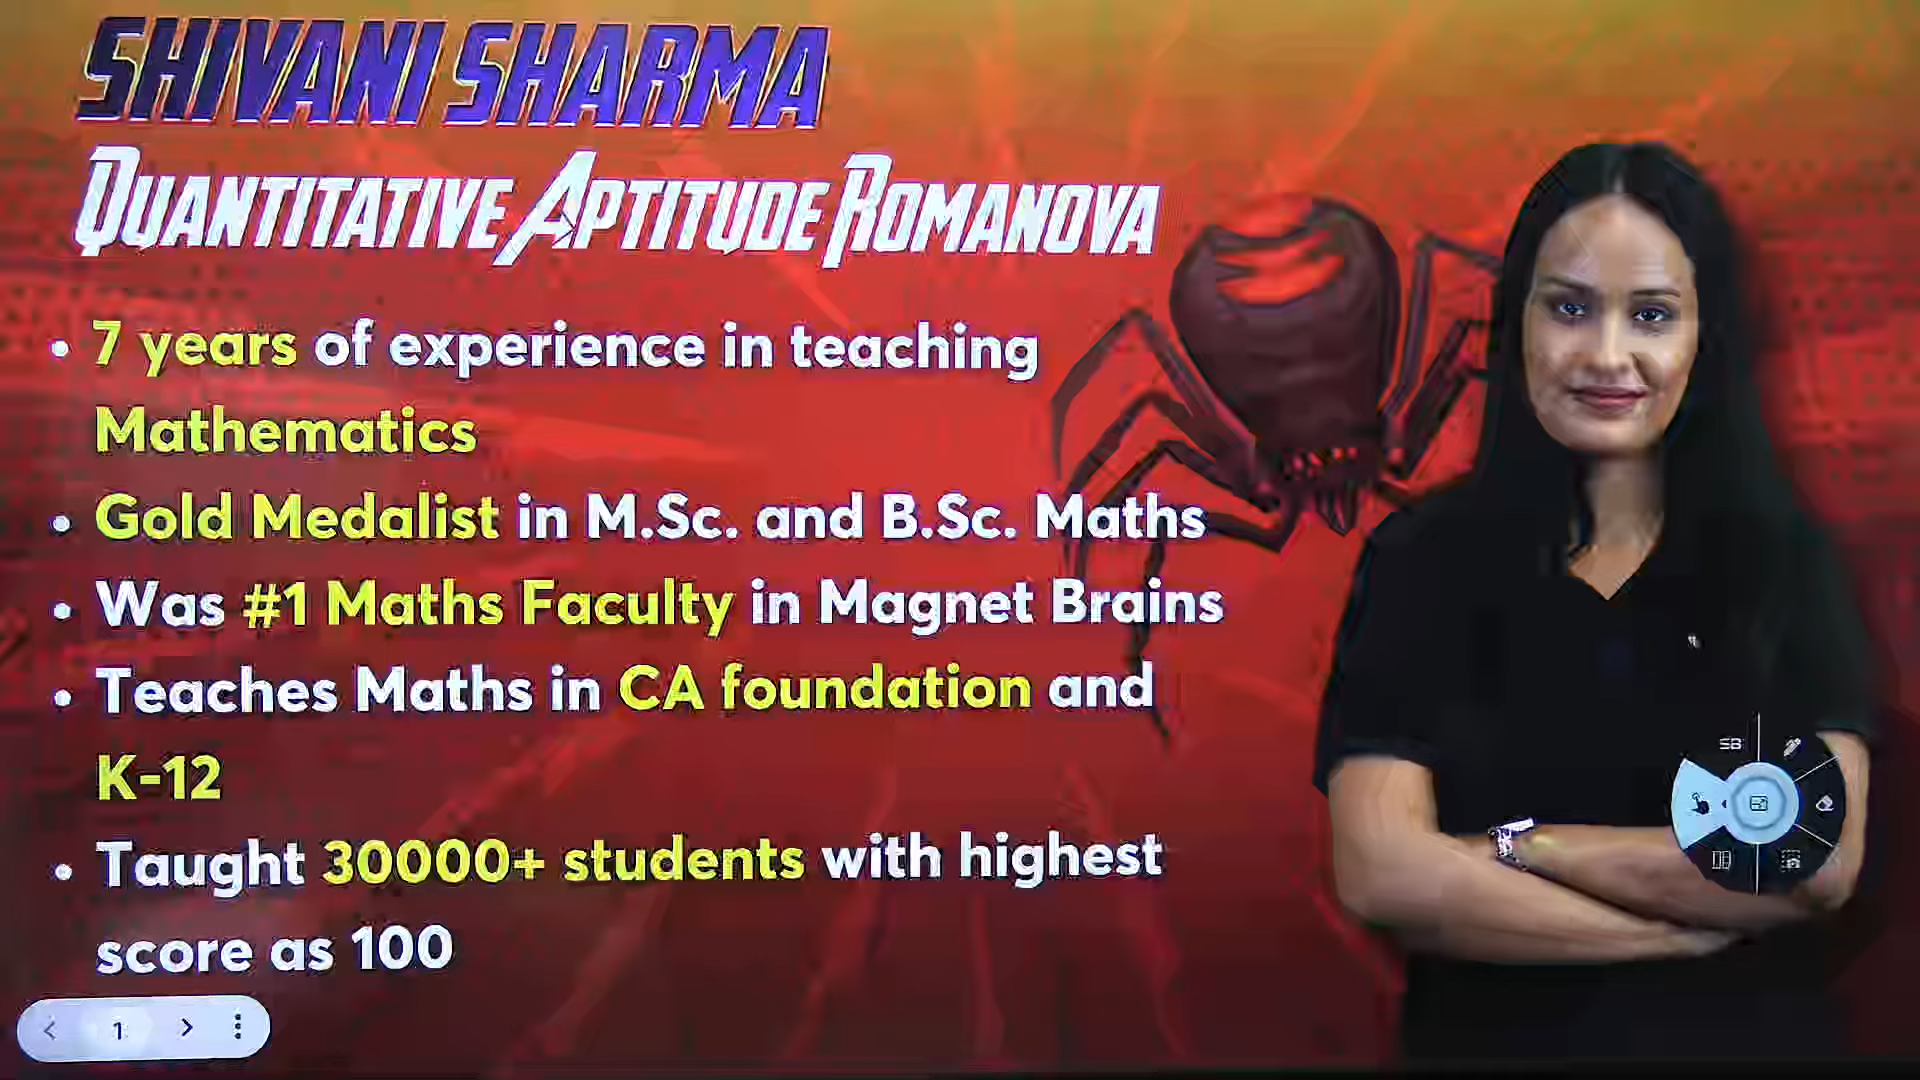 SHIVANI SHARMA
QUANTITATIVE APTITUDE ROMANOVA
• 7 years of experience in teaching
Mathematics
• Gold Medalist in M.Sc. and B.Sc. Maths
• Was #1 Maths Faculty in Magnet Brains
• Teaches Maths in CA foundation and
K-12
• Taught 30000+ students with highest
score as 100
SB
1